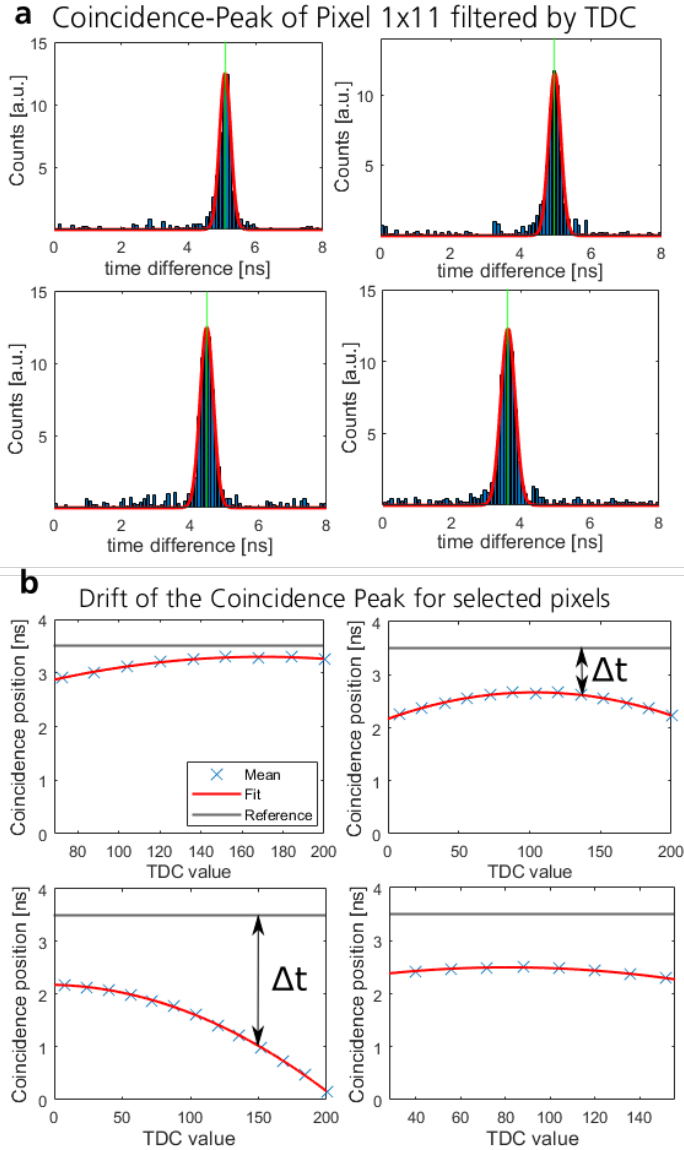 a Coincidence-Peak of Pixel 1x11 filtered by TDC
Counts [a.u.]
15
10
5
0 2 4 6 8
time difference [ns]
Counts [a.u.]
10
5
0 2 4 6 8
time difference [ns]
Counts [a.u.]
15
10
5
0 2 4 6 8
time difference [ns]
Counts [a.u.]
15
10
5
0 2 4 6 8
time difference [ns]
b
Drift of the Coincidence Peak for selected pixels
Coincidence position [ns]
4
3
2
1
0
Mean
Fit
Reference
80 100 120 140 160 180 200
TDC value
Coincidence position [ns]
4
3
2
1
0
Δt
0 50 100 150 200
TDC value
Coincidence position [ns]
4
3
2
1
0
Δt
0 50 100 150 200
TDC value
Coincidence position [ns]
4
3
2
1
0
40 60 80 100 120 140
TDC value